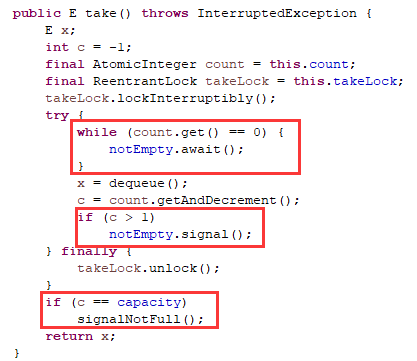 public E take() throws InterruptedException {
    E x;
    int c = -1;
    final AtomicInteger count = this.count;
    final ReentrantLock takeLock = this.takeLock;
    takeLock.lockInterruptibly();
    try {
        while (count.get() == 0) {
            notEmpty.await();
        }
        x = dequeue();
        c = count.getAndDecrement();
        if (c > 1)
            notEmpty.signal();
    } finally {
        takeLock.unlock();
    }
    if (c == capacity)
        signalNotFull();
    return x;
}